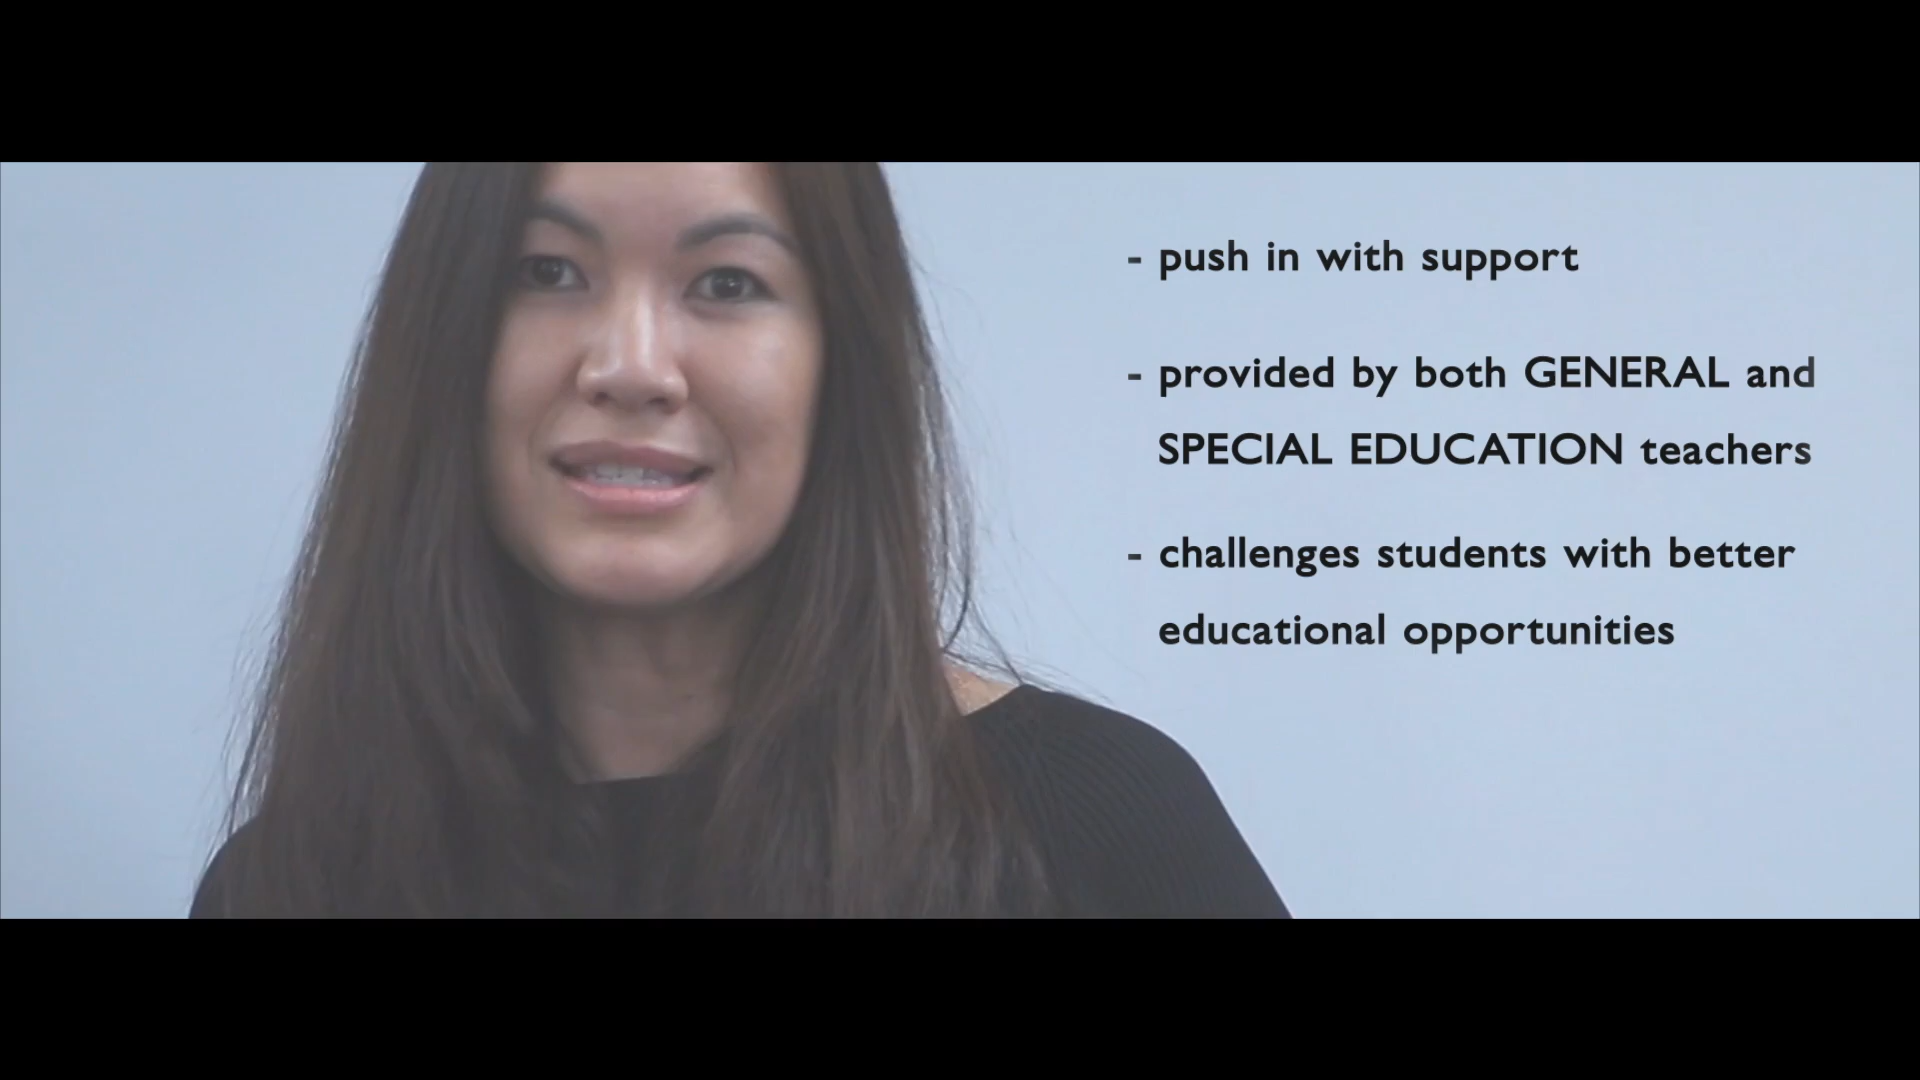 - push in with support
- provided by both GENERAL and
SPECIAL EDUCATION teachers
- challenges students with better
educational opportunities